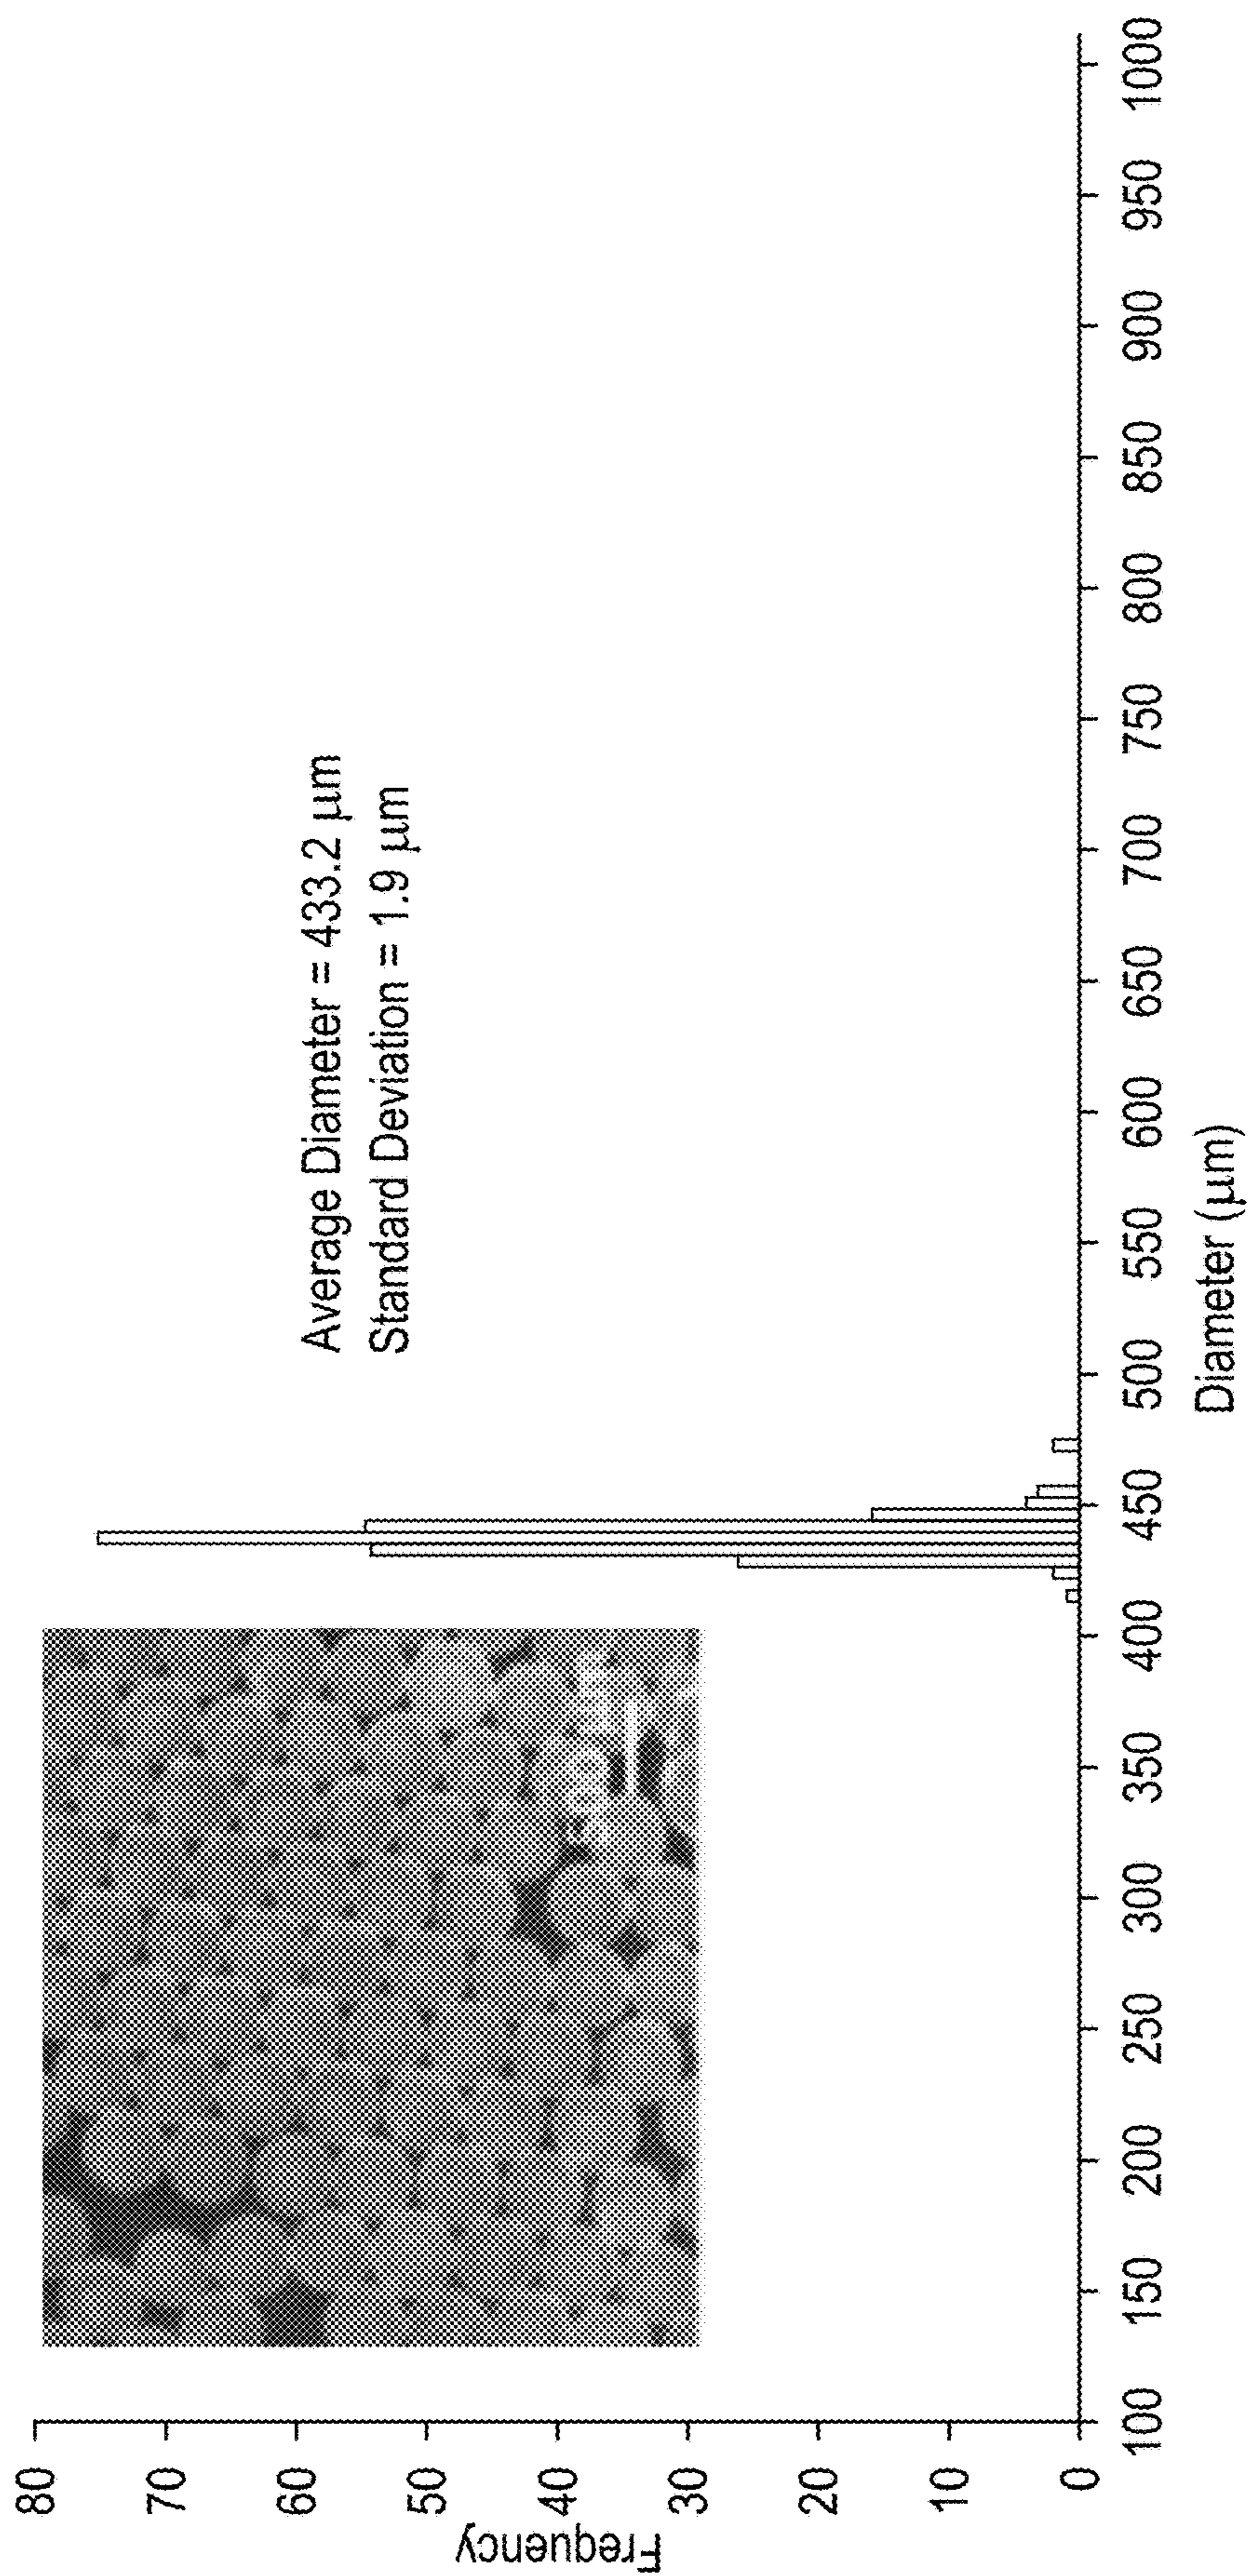 80
70
60
50
40
30
20
10
0
Frequency
Average Diameter = 433.2 μm
Standard Deviation = 1.9 μm
100 150 200 250 300 350 400 450 500 550 600 650 700 750 800 850 900 950 1000
Diameter (μm)